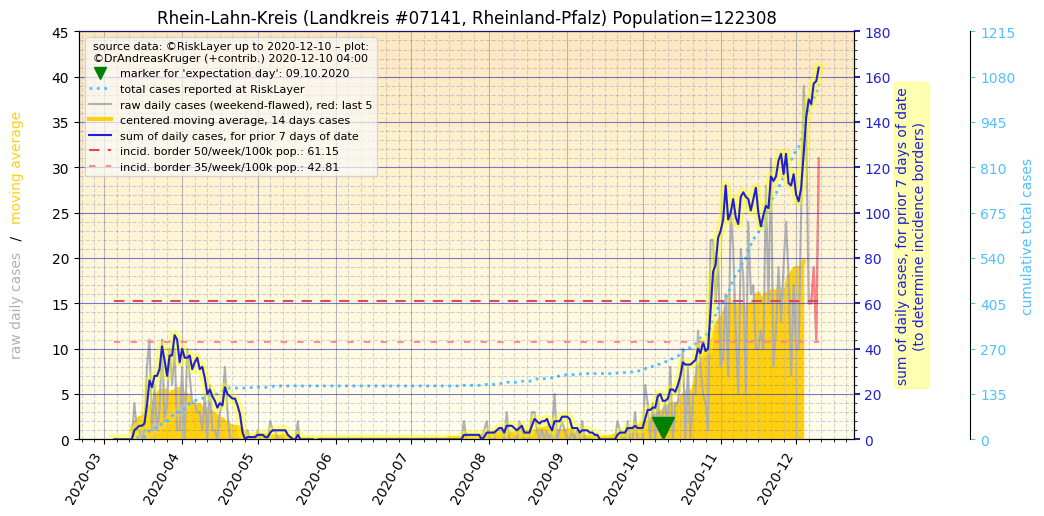 Rhein-Lahn-Kreis (Landkreis #07141, Rheinland-Pfalz) Population=122308
source data: ©RiskLayer up to 2020-12-10 – plot:
©DrAndreasKruger (+contrib.) 2020-12-10 04:00
marker for 'expectation day': 09.10.2020
total cases reported at RiskLayer
raw daily cases (weekend-flawed), red: last 5
centered moving average, 14 days cases
sum of daily cases, for prior 7 days of date
incid. border 50/week/100k pop.: 61.15
incid. border 35/week/100k pop.: 42.81
raw daily cases / moving average
45
40
35
30
25
20
15
10
5
0
2020-03
2020-04
2020-05
2020-06
2020-07
2020-08
2020-09
2020-10
2020-11
2020-12
180
160
140
120
100
80
60
40
20
0
sum of daily cases, for prior 7 days of date
(to determine incidence borders)
1215
1080
945
810
675
540
405
270
135
0
cumulative total cases